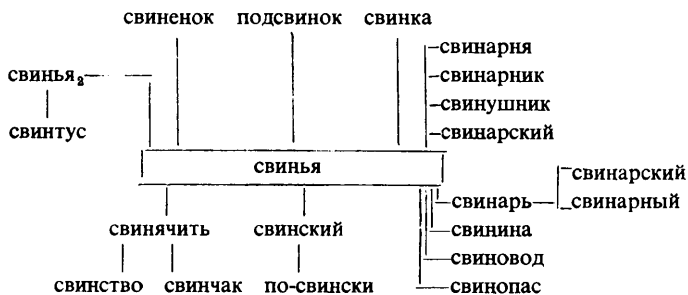 свиненок подсвинок свинка
свинарня
свинья₂ свинарник
свинушник
свинтус свинарский
свинья
свинарский
свинарь свинарный
свинячить свинский свинина
свиновод
свинство свинчак по-свински свинопас